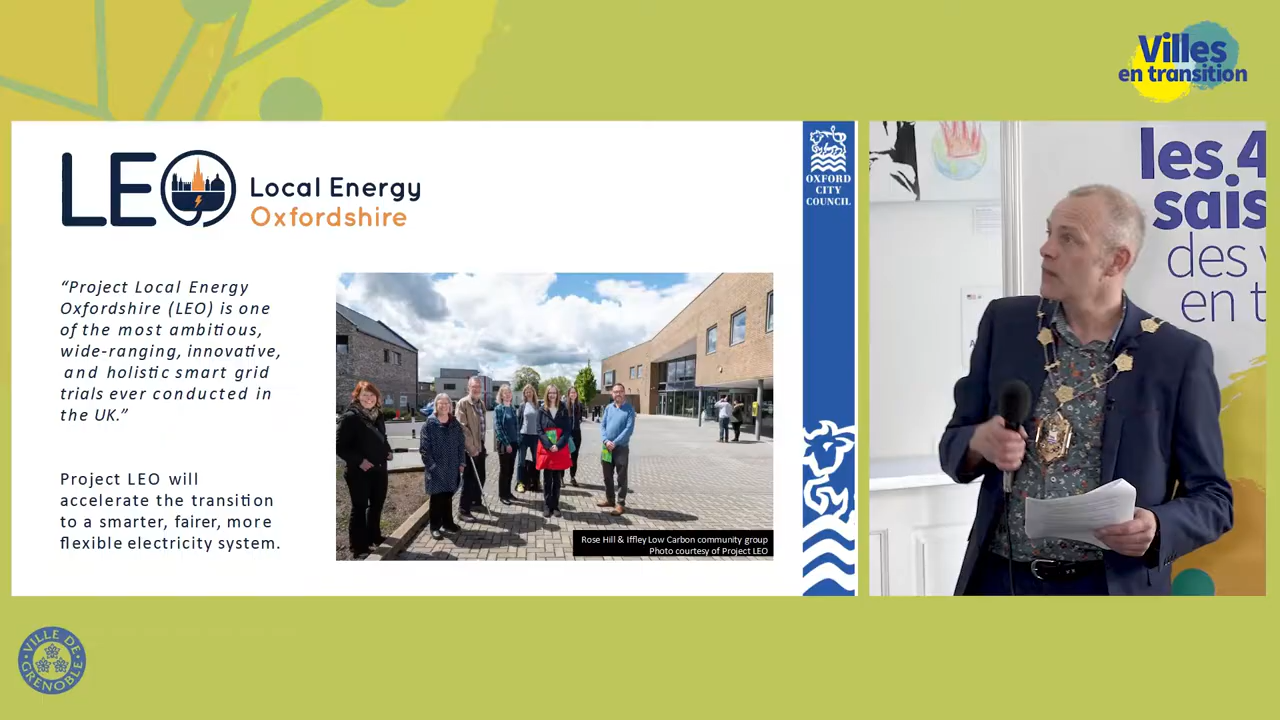 Villes
en transition
LEO
Local Energy
Oxfordshire
“Project Local Energy
Oxfordshire (LEO) is one
of the most ambitious,
wide-ranging, innovative,
and holistic smart grid
trials ever conducted in
the UK.”
Project LEO will
accelerate the transition
to a smarter, fairer, more
flexible electricity system.
Rose Hill & Iffley Low Carbon community group
Photo courtesy of Project LEO
OXFORD
CITY
COUNCIL
les 4
sais
des v
en t
VILLE DE
GRENOBLE